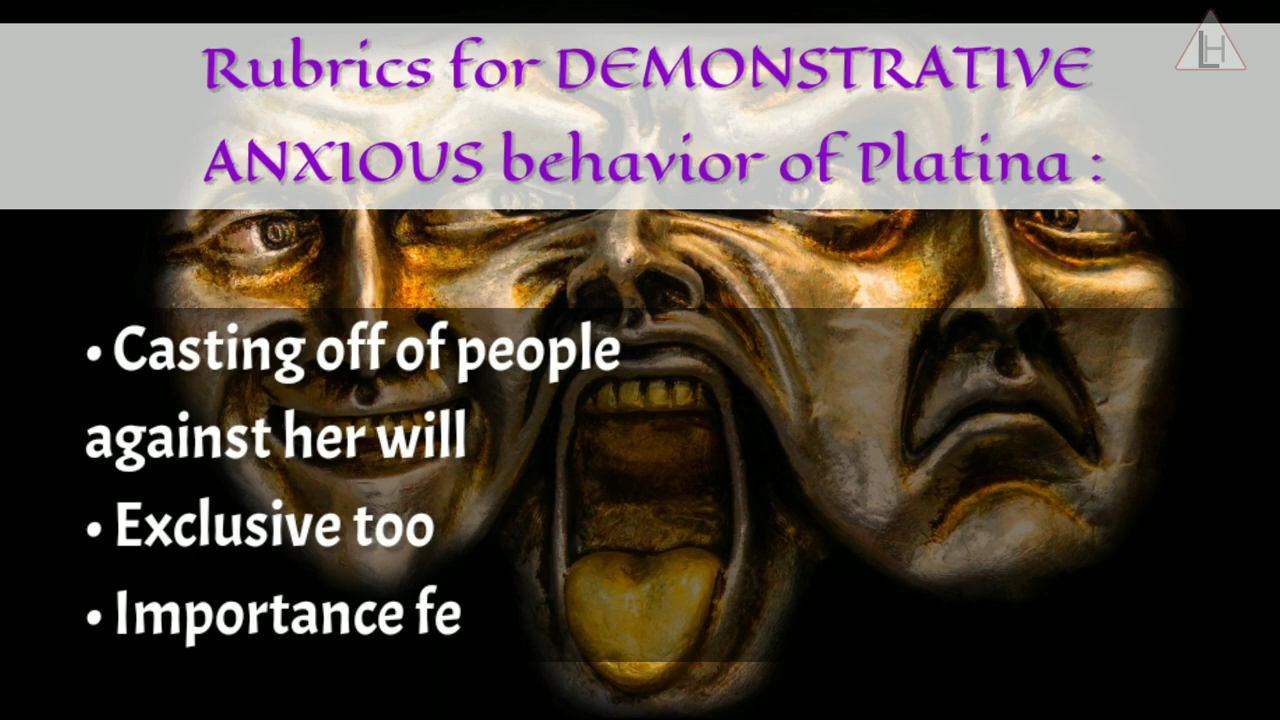 Rubrics for DEMONSTRATIVE
ANXIOUS behavior of Platina :
LH
• Casting off of people
against her will
• Exclusive too
• Importance fe